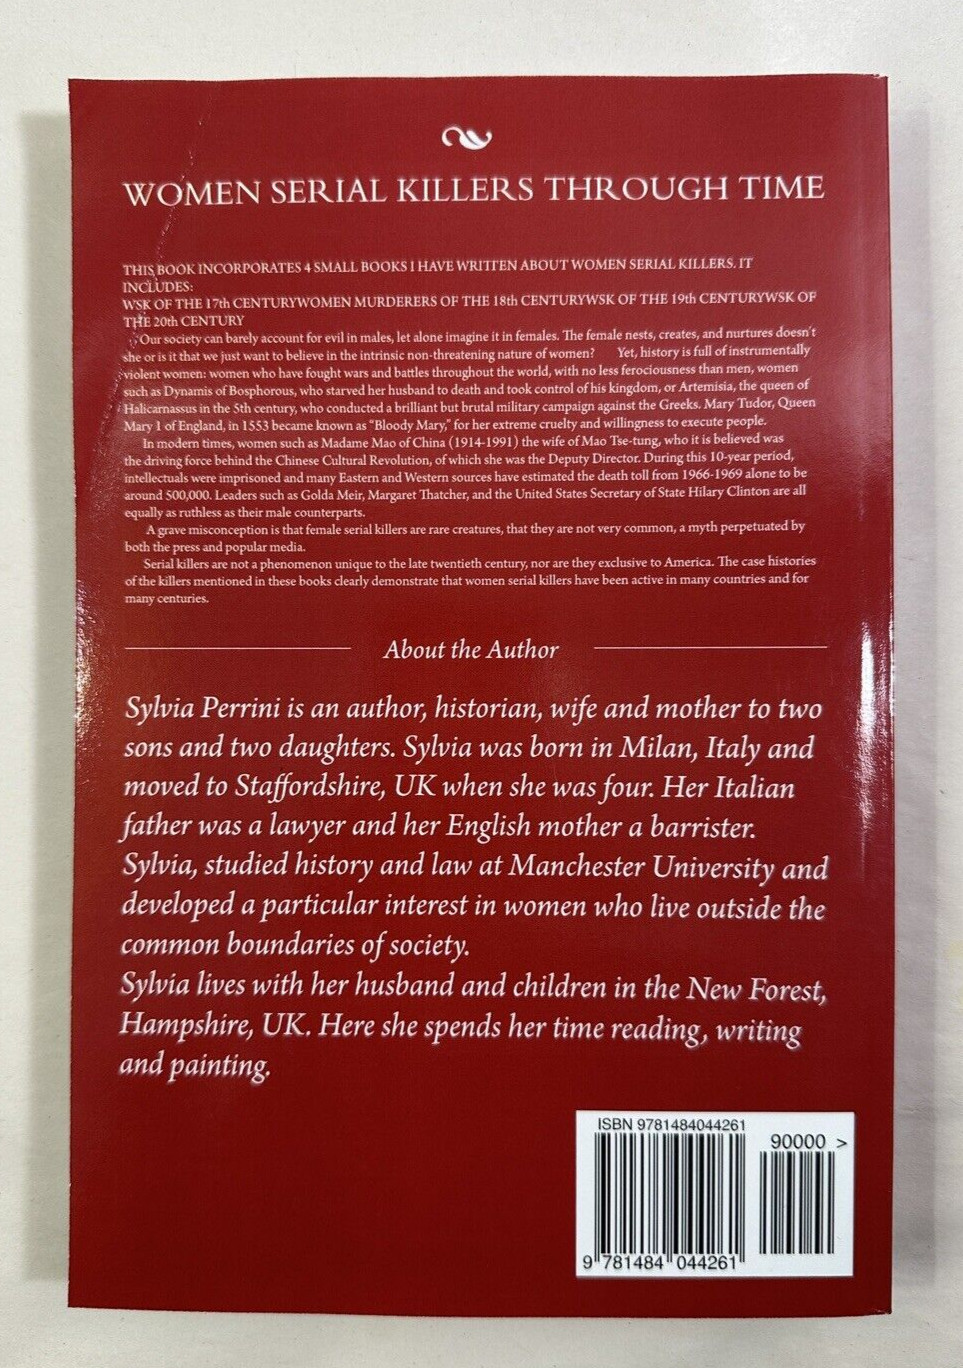 WOMEN SERIAL KILLERS THROUGH TIME
THIS BOOK INCORPORATES 4 SMALL BOOKS I HAVE WRITTEN ABOUT WOMEN SERIAL KILLERS. IT
INCLUDES:
WSK OF THE 17th CENTURYWOMEN MURDERERS OF THE 18th CENTURYWSK OF THE 19th CENTURYWSK OF
THE 20th CENTURY
Our society can barely account for evil in males, let alone imagine it in females. The female nests, creates, and nurtures doesn't
she or is it that we just want to believe in the intrinsic non-threatening nature of women? Yet, history is full of instrumentally
violent women: women who have fought wars and battles throughout the world, with no less ferociousness than men, women
such as Dynamis of Bosphorous, who starved her husband to death and took control of his kingdom, or Artemisia, the queen of
Halicarnassus in the 5th century, who conducted a brilliant but brutal military campaign against the Greeks. Mary Tudor, Queen
Mary 1 of England, in 1553 became known as "Bloody Mary," for her extreme cruelty and willingness to execute people.
In modern times, women such as Madame Mao of China (1914-1991) the wife of Mao Tse-tung, who it is believed was
the driving force behind the Chinese Cultural Revolution, of which she was the Deputy Director. During this 10-year period,
intellectuals were imprisoned and many Eastern and Western sources have estimated the death toll from 1966-1969 alone to be
around 500,000. Leaders such as Golda Meir, Margaret Thatcher, and the United States Secretary of State Hilary Clinton are all
equally as ruthless as their male counterparts.
A grave misconception is that female serial killers are rare creatures, that they are not very common, a myth perpetuated by
both the press and popular media.
Serial killers are not a phenomenon unique to the late twentieth century, nor are they exclusive to America. The case histories
of the killers mentioned in these books clearly demonstrate that women serial killers have been active in many countries and for
many centuries.
About the Author
Sylvia Perrini is an author, historian, wife and mother to two
sons and two daughters. Sylvia was born in Milan, Italy and
moved to Staffordshire, UK when she was four. Her Italian
father was a lawyer and her English mother a barrister.
Sylvia, studied history and law at Manchester University and
developed a particular interest in women who live outside the
common boundaries of society.
Sylvia lives with her husband and children in the New Forest,
Hampshire, UK. Here she spends her time reading, writing
and painting.
ISBN 9781484044261
90000 >
9 781484 044261